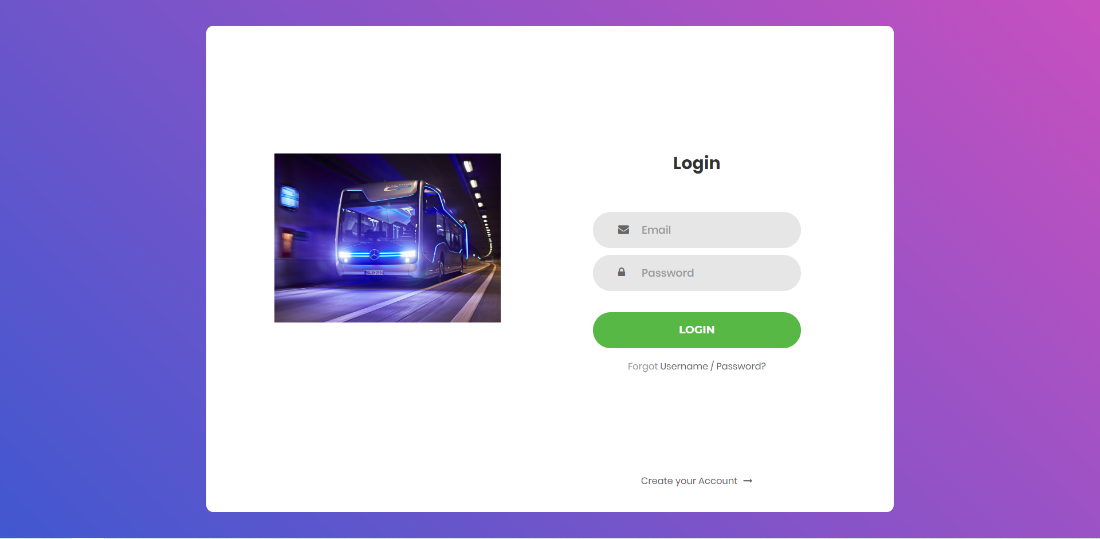 Login
Email
Password
LOGIN
Forgot Username / Password?
Create your Account →